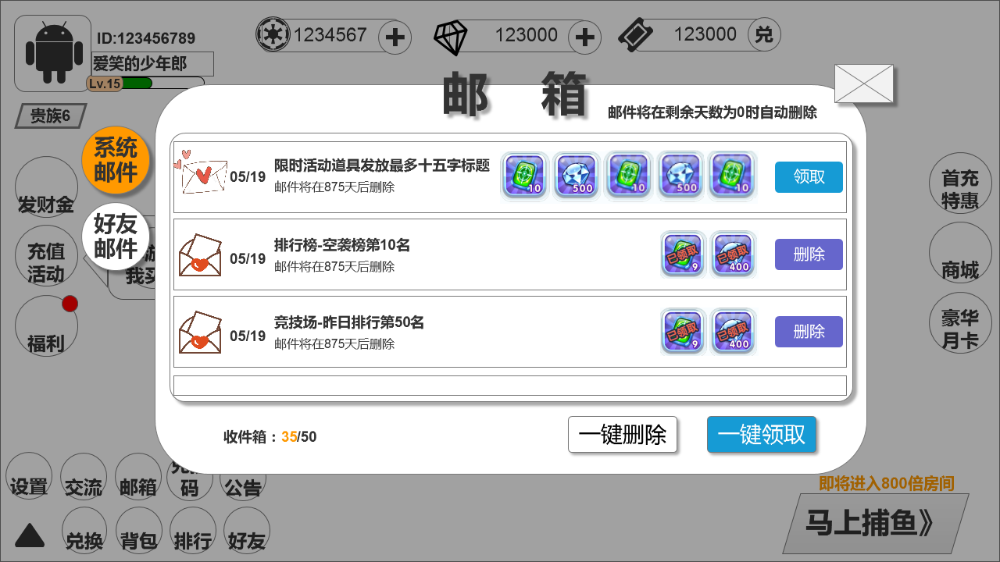 ID:123456789
爱笑的少年郎
Lv.15
贵族6
1234567
123000
123000
兑
邮 箱
邮件将在剩余天数为0时自动删除
系统
邮件
好友
邮件
发财金
充值
活动
福利
我买
05/19
限时活动道具发放最多十五字标题
邮件将在875天后删除
10
500
10
500
10
领取
05/19
排行榜-空袭榜第10名
邮件将在875天后删除
已领取
9
已领取
400
删除
05/19
竞技场-昨日排行第50名
邮件将在875天后删除
已领取
9
已领取
400
删除
收件箱：35/50
一键删除
一键领取
首充
特惠
商城
豪华
月卡
设置
交流
邮箱
码
公告
兑换
背包
排行
好友
即将进入800倍房间
马上捕鱼》